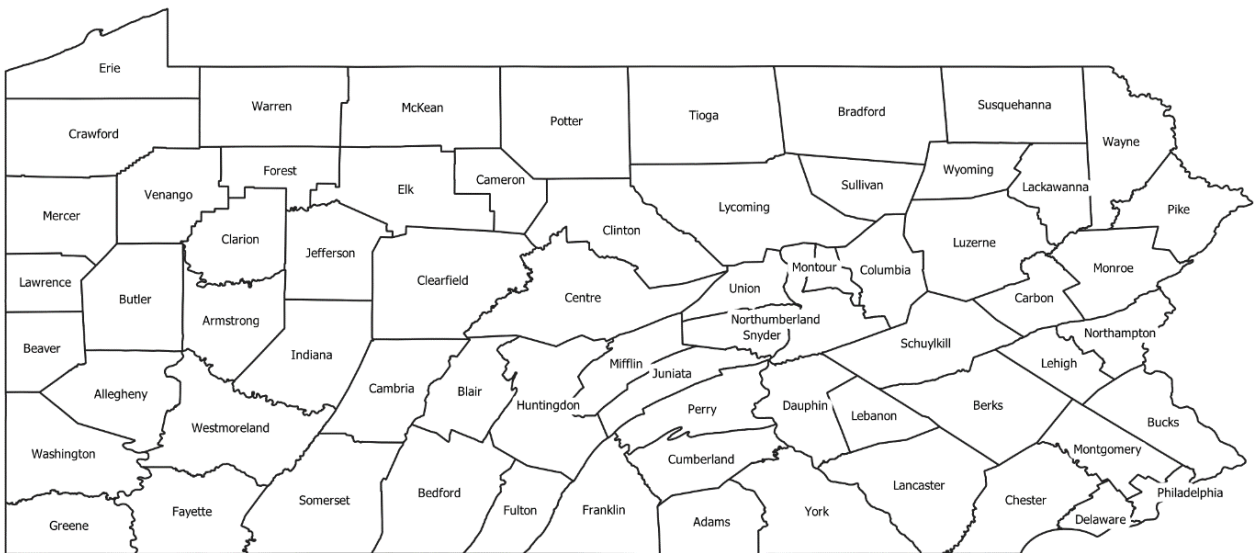 Erie
Warren
McKean
Potter
Tioga
Bradford
Susquehanna
Crawford
Wayne
Forest
Venango
Elk
Cameron
Sullivan
Wyoming
Lackawanna
Mercer
Lycoming
Pike
Clarion
Jefferson
Clinton
Luzerne
Lawrence
Butler
Clearfield
Centre
Montour
Columbia
Monroe
Union
Carbon
Armstrong
Northumberland
Snyder
Northampton
Beaver
Indiana
Schuylkill
Lehigh
Mifflin
Juniata
Allegheny
Cambria
Blair
Huntingdon
Perry
Dauphin
Lebanon
Berks
Bucks
Westmoreland
Washington
Cumberland
Montgomery
Lancaster
Philadelphia
Greene
Fayette
Somerset
Bedford
Fulton
Franklin
Adams
York
Chester
Delaware